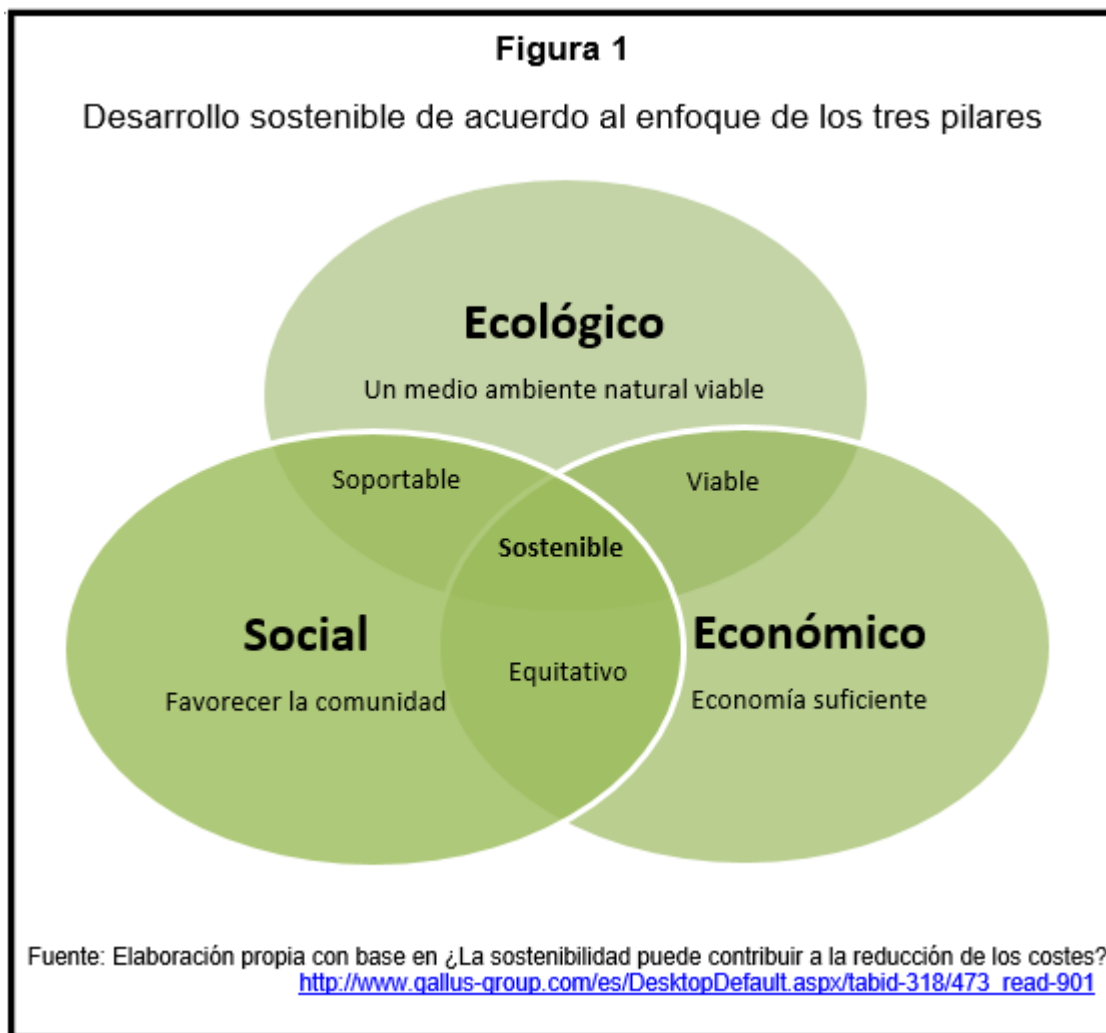 Figura 1
Desarrollo sostenible de acuerdo al enfoque de los tres pilares
Ecológico
Un medio ambiente natural viable
Soportable
Viable
Sostenible
Social
Económico
Equitativo
Favorecer la comunidad
Economía suficiente
Fuente: Elaboración propia con base en ¿La sostenibilidad puede contribuir a la reducción de los costes?
http://www.gallus-group.com/es/DesktopDefault.aspx/tabid-318/473_read-901